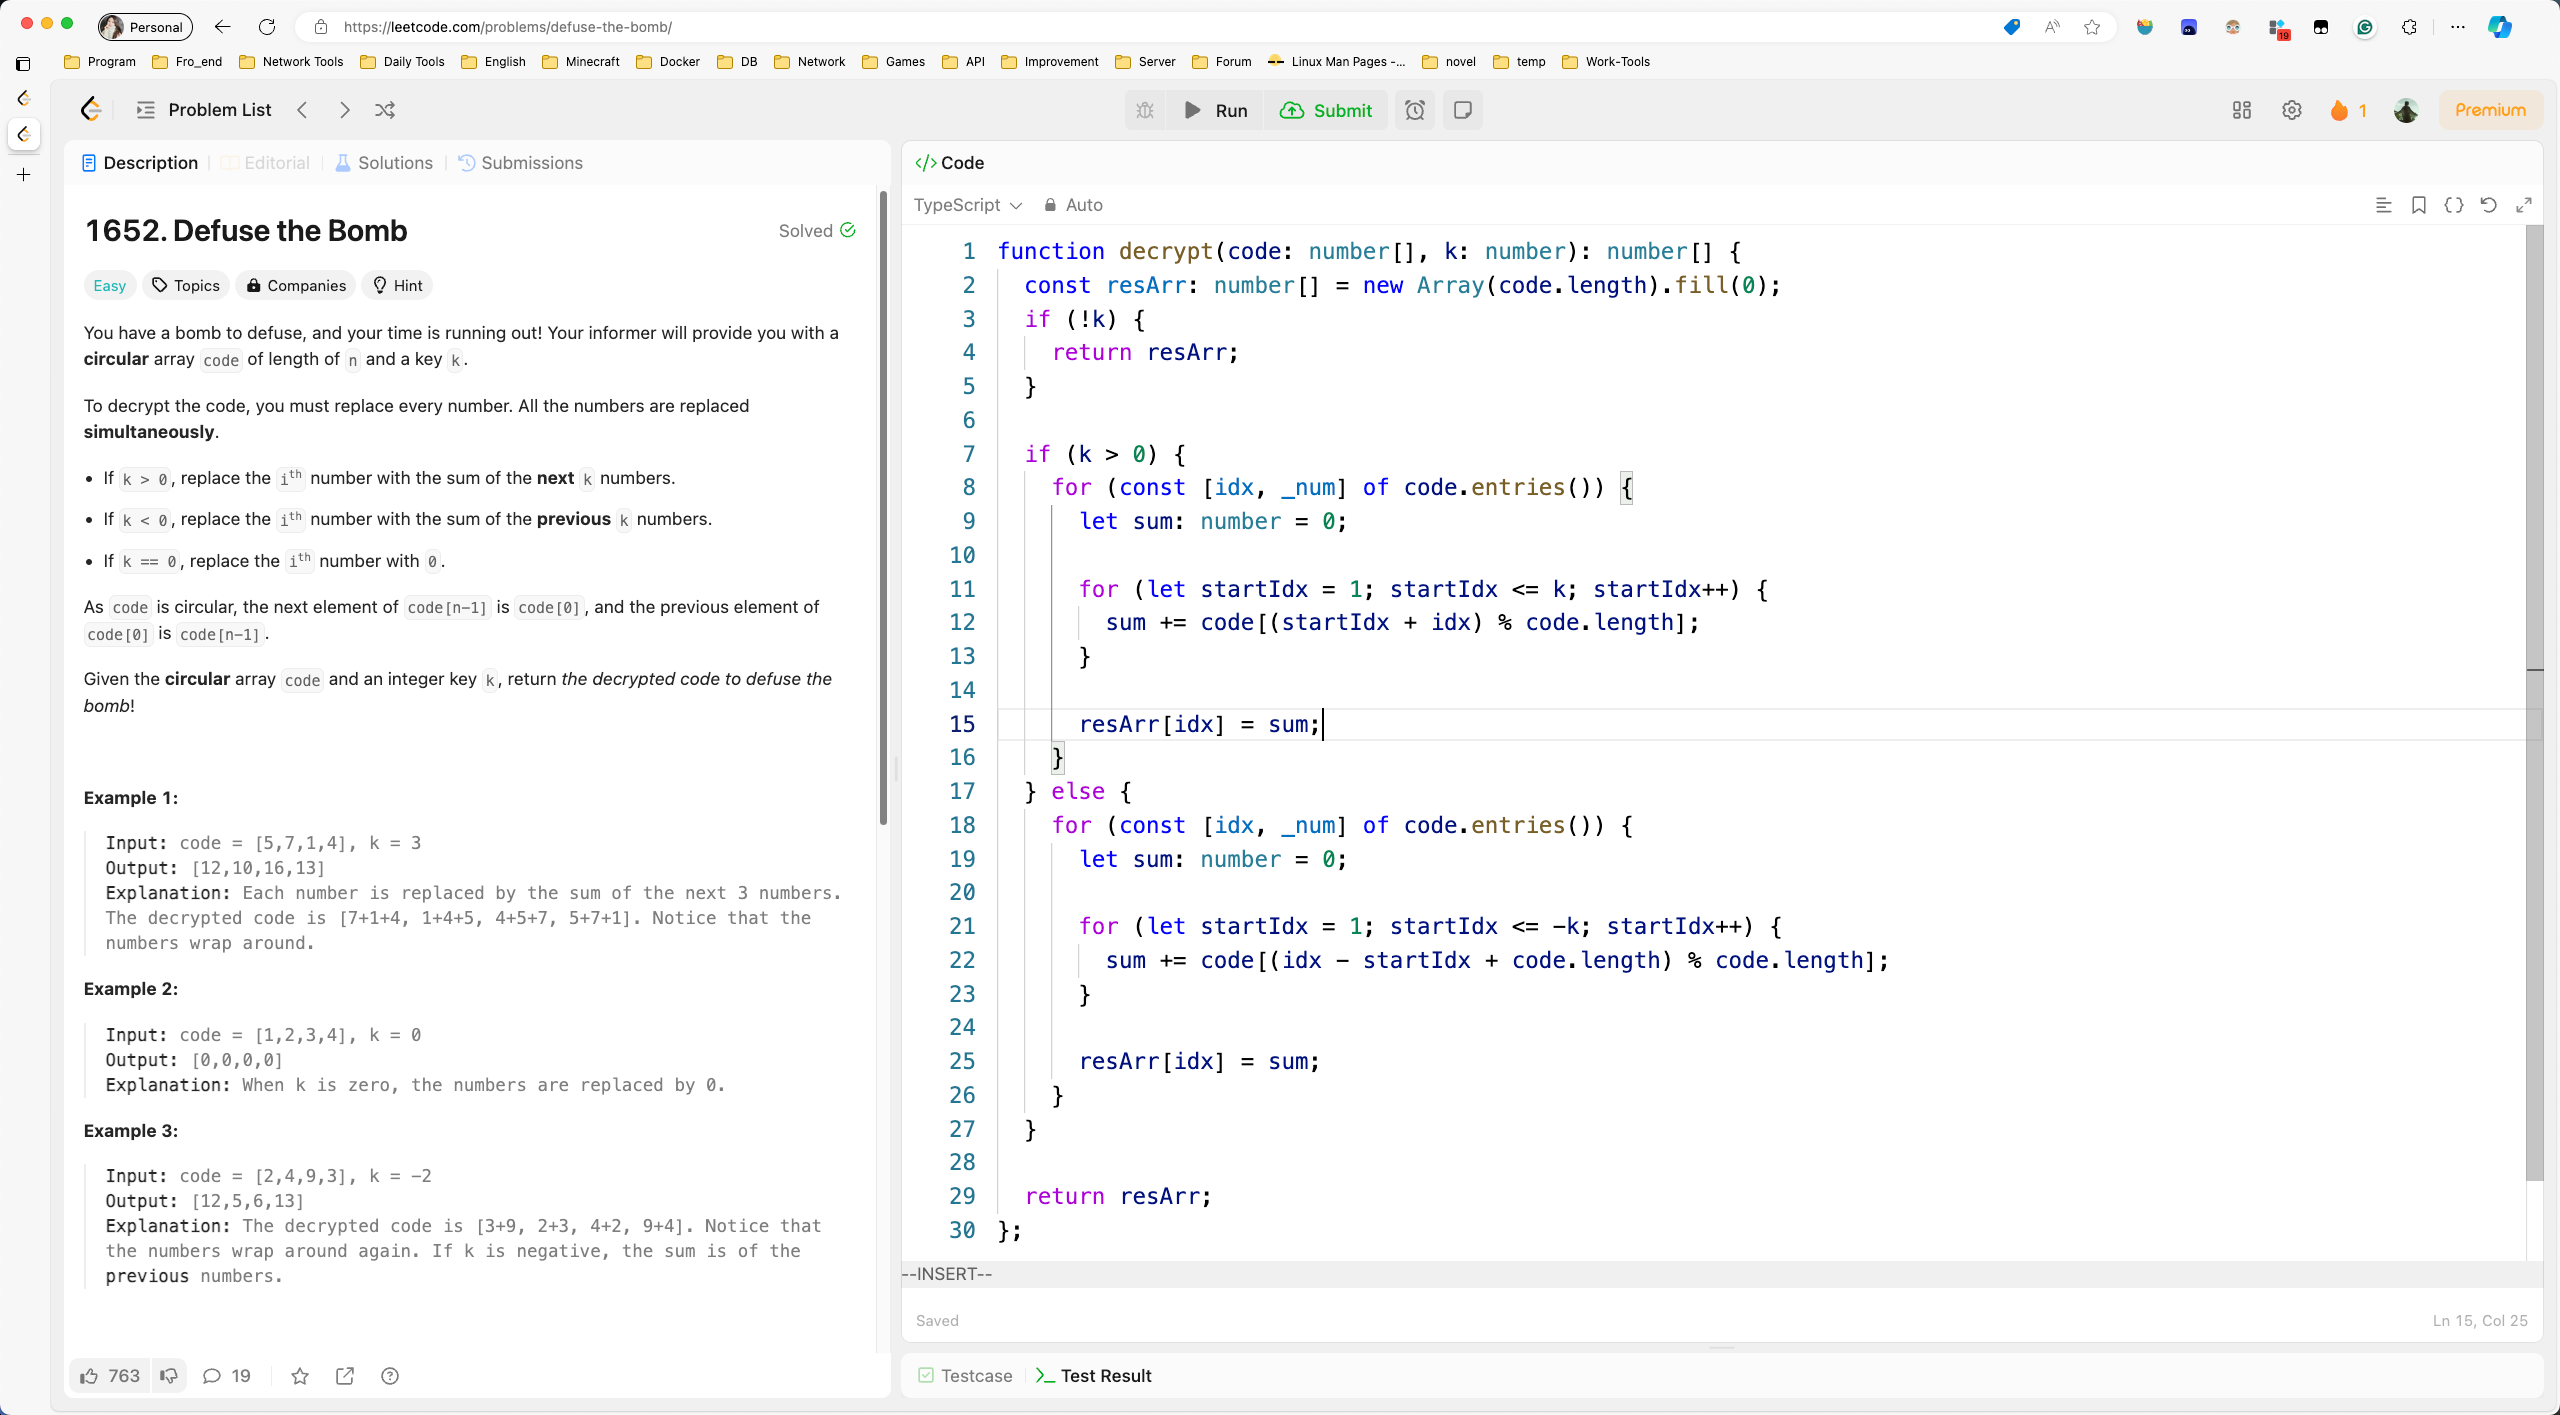 Personal
https://leetcode.com/problems/defuse-the-bomb/
19
Program
Fro_end
Network Tools
Daily Tools
English
Minecraft
Docker
DB
Network
Games
API
Improvement
Server
Forum
Linux Man Pages -...
novel
temp
Work-Tools
Problem List
Run
Submit
1
Premium
Description
Editorial
Solutions
Submissions
1652. Defuse the Bomb
Solved
Easy
Topics
Companies
Hint
You have a bomb to defuse, and your time is running out! Your informer will provide you with a
circular array code of length of n and a key k.
To decrypt the code, you must replace every number. All the numbers are replaced
simultaneously.
• If k > 0, replace the ith number with the sum of the next k numbers.
• If k < 0, replace the ith number with the sum of the previous k numbers.
• If k == 0, replace the ith number with 0.
As code is circular, the next element of code[n-1] is code[0], and the previous element of
code[0] is code[n-1].
Given the circular array code and an integer key k, return the decrypted code to defuse the
bomb!
Example 1:
Input: code = [5,7,1,4], k = 3
Output: [12,10,16,13]
Explanation: Each number is replaced by the sum of the next 3 numbers.
The decrypted code is [7+1+4, 1+4+5, 4+5+7, 5+7+1]. Notice that the
numbers wrap around.
Example 2:
Input: code = [1,2,3,4], k = 0
Output: [0,0,0,0]
Explanation: When k is zero, the numbers are replaced by 0.
Example 3:
Input: code = [2,4,9,3], k = -2
Output: [12,5,6,13]
Explanation: The decrypted code is [3+9, 2+3, 4+2, 9+4]. Notice that
the numbers wrap around again. If k is negative, the sum is of the
previous numbers.
763
19
</> Code
TypeScript
Auto
1 function decrypt(code: number[], k: number): number[] {
2   const resArr: number[] = new Array(code.length).fill(0);
3   if (!k) {
4     return resArr;
5   }
6
7   if (k > 0) {
8     for (const [idx, _num] of code.entries()) {
9       let sum: number = 0;
10
11       for (let startIdx = 1; startIdx <= k; startIdx++) {
12         sum += code[(startIdx + idx) % code.length];
13       }
14
15       resArr[idx] = sum;
16     }
17   } else {
18     for (const [idx, _num] of code.entries()) {
19       let sum: number = 0;
20
21       for (let startIdx = 1; startIdx <= -k; startIdx++) {
22         sum += code[(idx - startIdx + code.length) % code.length];
23       }
24
25       resArr[idx] = sum;
26     }
27   }
28
29   return resArr;
30 };
--INSERT--
Saved
Ln 15, Col 25
Testcase
Test Result